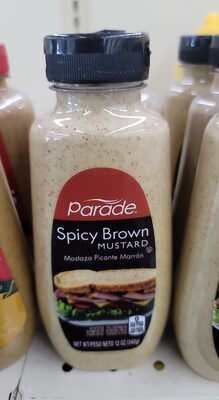 Parade
Spicy Brown
MUSTARD
Mostaza Picante Marrón
NET WT/PESO NETO 12 OZ (340g)